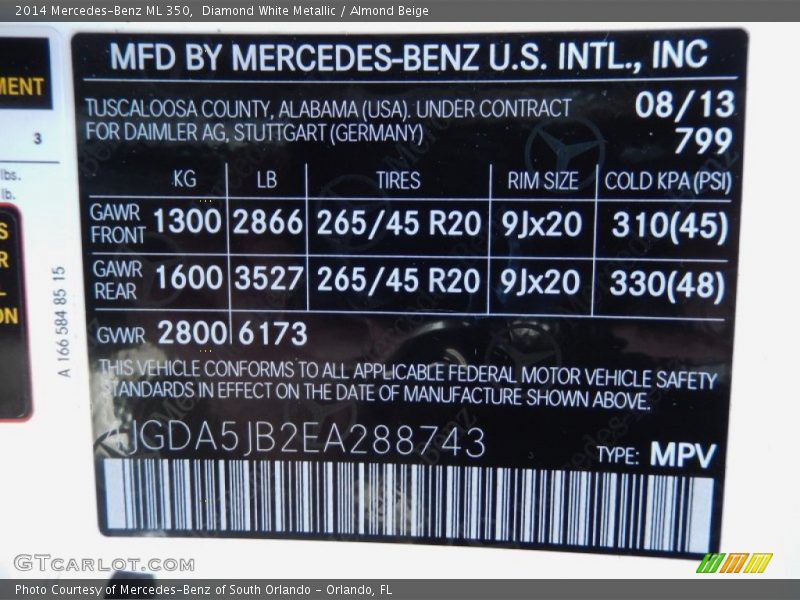 2014 Mercedes-Benz ML 350, Diamond White Metallic / Almond Beige
MENT
3
lbs.
lb.
S
R
L
ON
A 166 584 85 15
MFD BY MERCEDES-BENZ U.S. INTL., INC
TUSCALOOSA COUNTY, ALABAMA (USA). UNDER CONTRACT
FOR DAIMLER AG, STUTTGART (GERMANY)
08/13
799
KG LB TIRES RIM SIZE COLD KPA (PSI)
GAWR FRONT 1300 2866 265/45 R20 9Jx20 310(45)
GAWR REAR 1600 3527 265/45 R20 9Jx20 330(48)
GVWR 2800 6173
THIS VEHICLE CONFORMS TO ALL APPLICABLE FEDERAL MOTOR VEHICLE SAFETY
STANDARDS IN EFFECT ON THE DATE OF MANUFACTURE SHOWN ABOVE.
4JGDA5JB2EA288743
TYPE: MPV
GTCARLOT.COM
Photo Courtesy of Mercedes-Benz of South Orlando - Orlando, FL